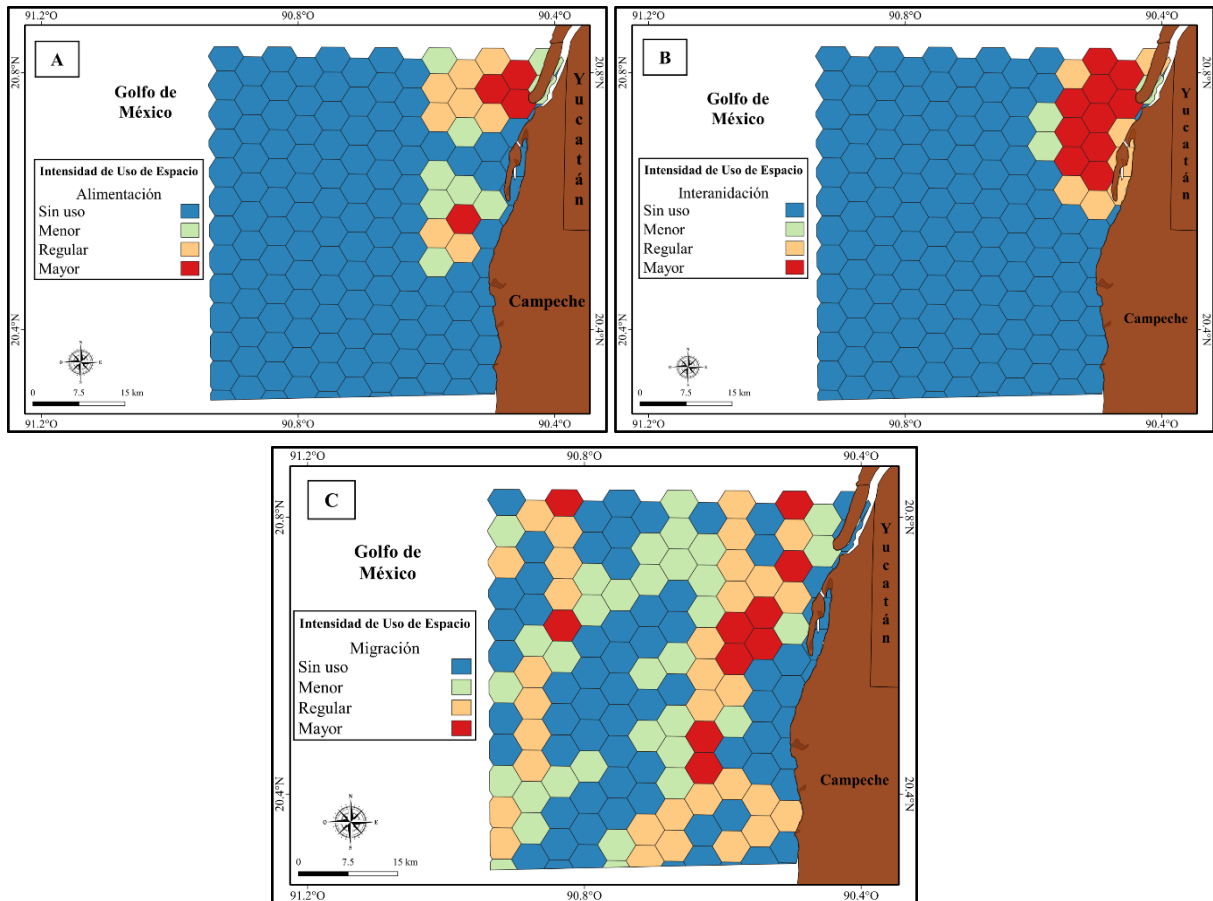 91.2°O
90.8°O
90.4°O
A
Golfo de
México
20.8°N
Yucatán
Intensidad de Uso de Espacio
Alimentación
Sin uso
Menor
Regular
Mayor
Campeche
20.4°N
20.4°N
N
E
S
0
7.5
15 km
91.2°O
90.8°O
90.4°O
91.2°O
90.8°O
90.4°O
B
Golfo de
México
20.8°N
20.8°N
Yucatán
Intensidad de Uso de Espacio
Interanidación
Sin uso
Menor
Regular
Mayor
Campeche
20.4°N
20.4°N
0
7.5
15 km
91.2°O
90.8°O
90.4°O
91.2°O
90.8°O
90.4°O
C
Golfo de
México
20.8°N
20.8°N
Yucatán
Intensidad de Uso de Espacio
Migración
Sin uso
Menor
Regular
Mayor
Campeche
20.4°N
20.4°N
N
O
E
S
0
7.5
15 km
91.2°O
90.8°O
90.4°O